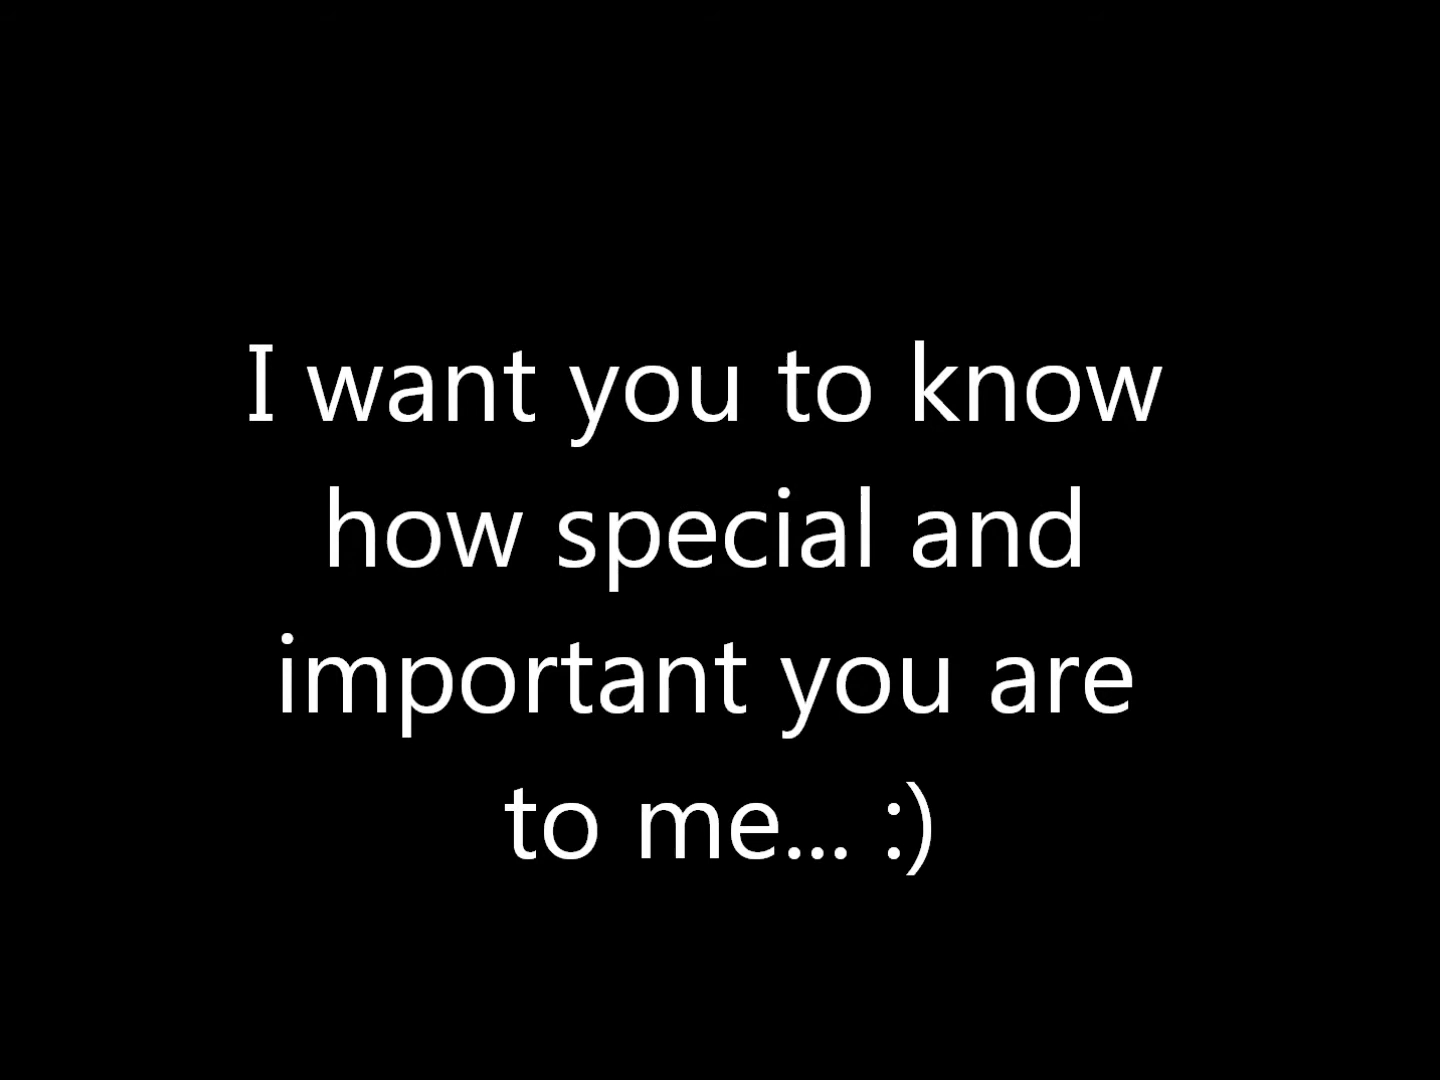 I want you to know
how special and
important you are
to me... :)